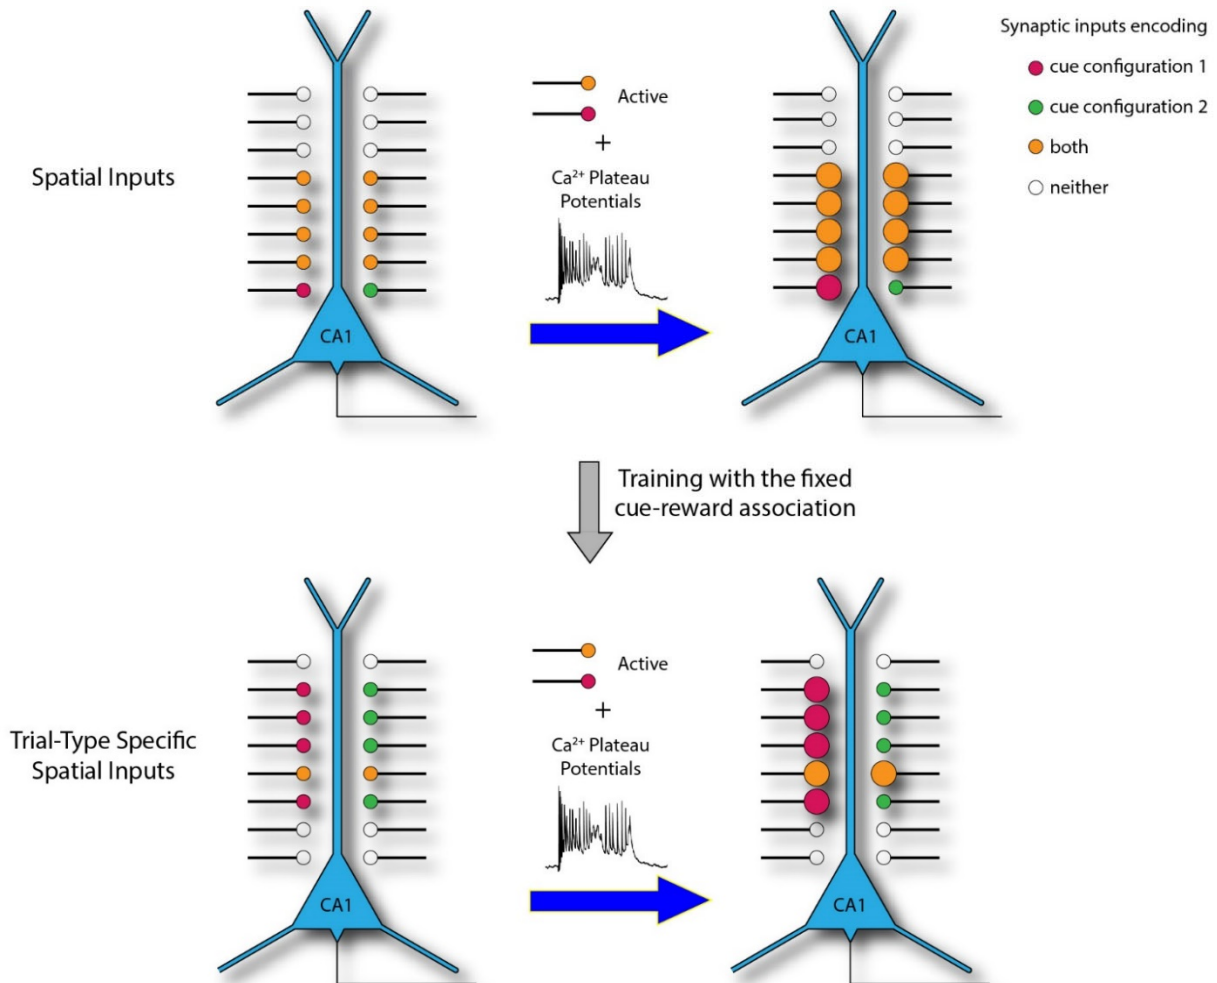 Synaptic inputs encoding
cue configuration 1
cue configuration 2
both
neither
Spatial Inputs
Active
+
Ca²⁺ Plateau
Potentials
CA1
CA1
Training with the fixed
cue-reward association
Trial-Type Specific
Spatial Inputs
Active
+
Ca²⁺ Plateau
Potentials
CA1
CA1